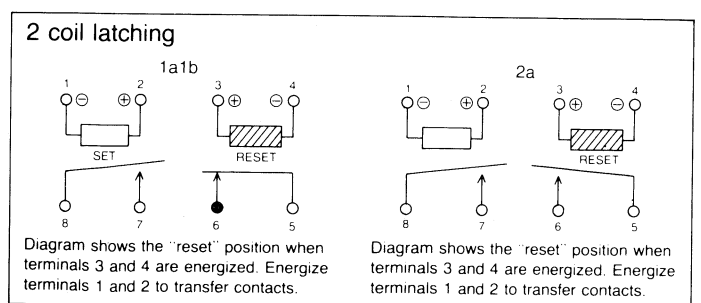 2 coil latching
1a1b
1 2 3 4
⊖ ⊕ ⊕ ⊖
SET RESET
8 7 6 5
Diagram shows the ¨reset¨ position when
terminals 3 and 4 are energized. Energize
terminals 1 and 2 to transfer contacts.
2a
1 2 3 4
⊖ ⊕ ⊕ ⊖
RESET
8 7 6 5
Diagram shows the ¨reset¨ position when
terminals 3 and 4 are energized. Energize
terminals 1 and 2 to transfer contacts.